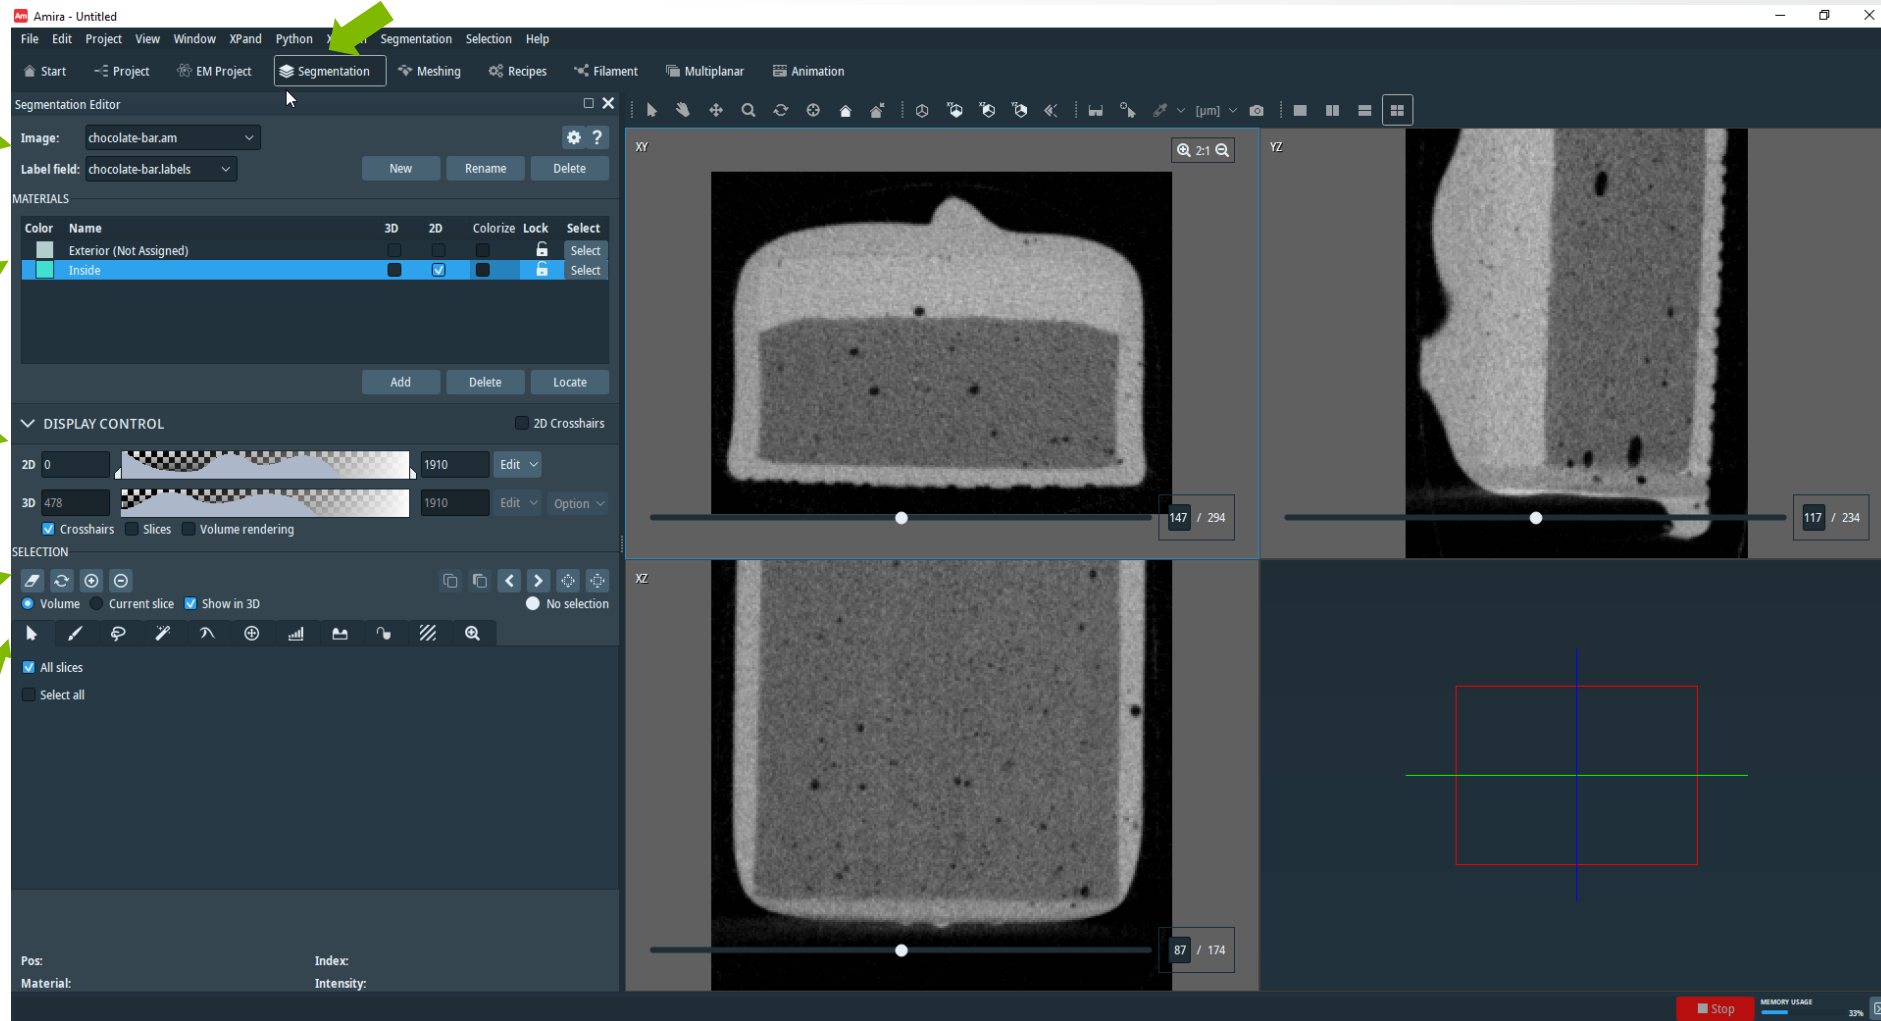 Am Amira - Untitled
File Edit Project View Window XPand Python Segmentation Selection Help
Start Project EM Project Segmentation Meshing Recipes Filament Multiplanar Animation
Segmentation Editor
[µm]
Image: chocolate-bar.am ?
Label field: chocolate-bar.labels New Rename Delete
MATERIALS
Color Name 3D 2D Colorize Lock Select
Exterior (Not Assigned) Select
Inside Select
Add Delete Locate
DISPLAY CONTROL 2D Crosshairs
2D 0 1910 Edit
3D 478 1910 Edit Option
Crosshairs Slices Volume rendering
SELECTION
Volume Current slice Show in 3D No selection
All slices
Select all
Pos: Index:
Material: Intensity:
XY 2:1
147 / 294
YZ
117 / 234
XZ
87 / 174
Stop MEMORY USAGE 33%